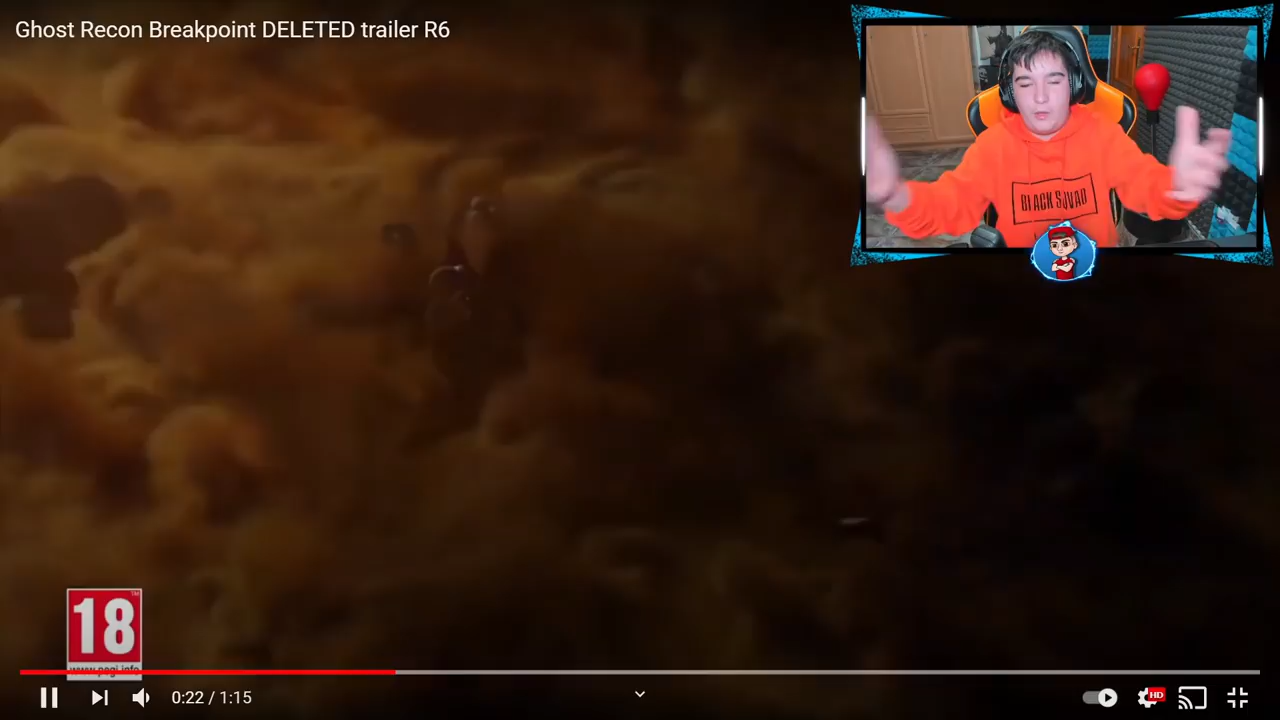 Ghost Recon Breakpoint DELETED trailer R6
BLACK SQUAD
18
www.pegi.info
0:22 / 1:15
HD